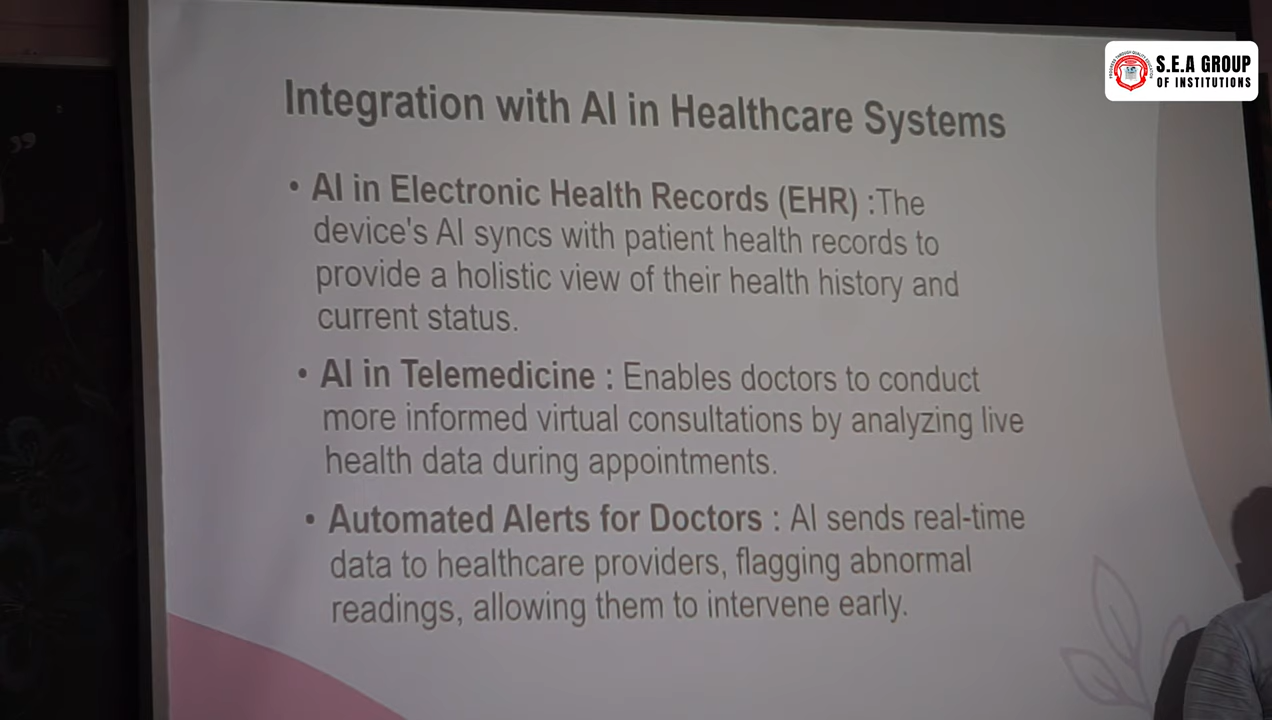 S.E.A GROUP
OF INSTITUTIONS
Integration with AI in Healthcare Systems
• AI in Electronic Health Records (EHR) :The
device's AI syncs with patient health records to
provide a holistic view of their health history and
current status.
• AI in Telemedicine : Enables doctors to conduct
more informed virtual consultations by analyzing live
health data during appointments.
• Automated Alerts for Doctors : AI sends real-time
data to healthcare providers, flagging abnormal
readings, allowing them to intervene early.